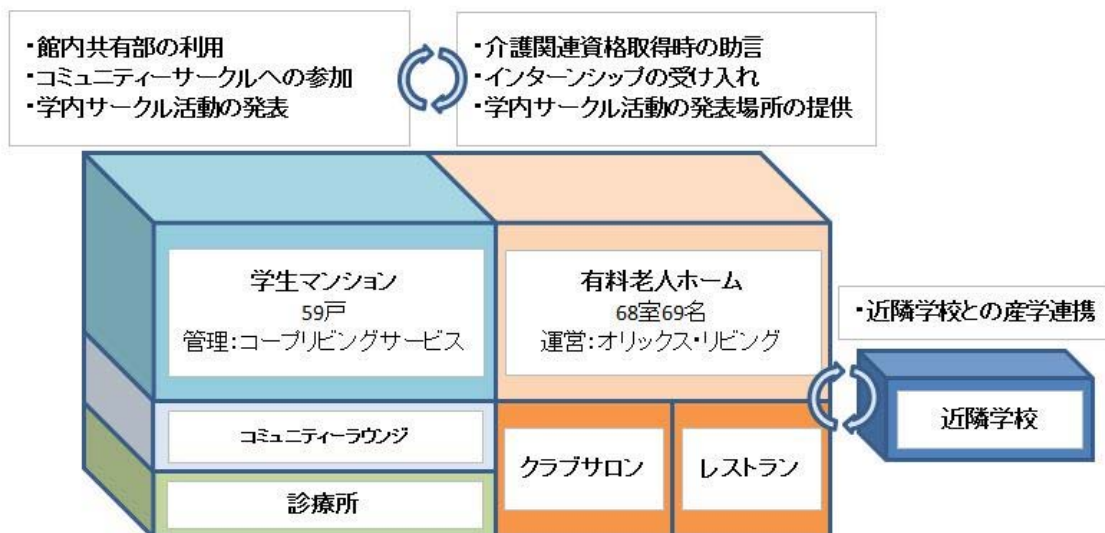 ・館内共有部の利用
・コミュニティーサークルへの参加
・学内サークル活動の発表
・介護関連資格取得時の助言
・インターンシップの受け入れ
・学内サークル活動の発表場所の提供
学生マンション
59戸
管理：コープリビングサービス
有料老人ホーム
68室69名
運営：オリックス・リビング
・近隣学校との産学連携
近隣学校
コミュニティーラウンジ
クラブサロン
レストラン
診療所